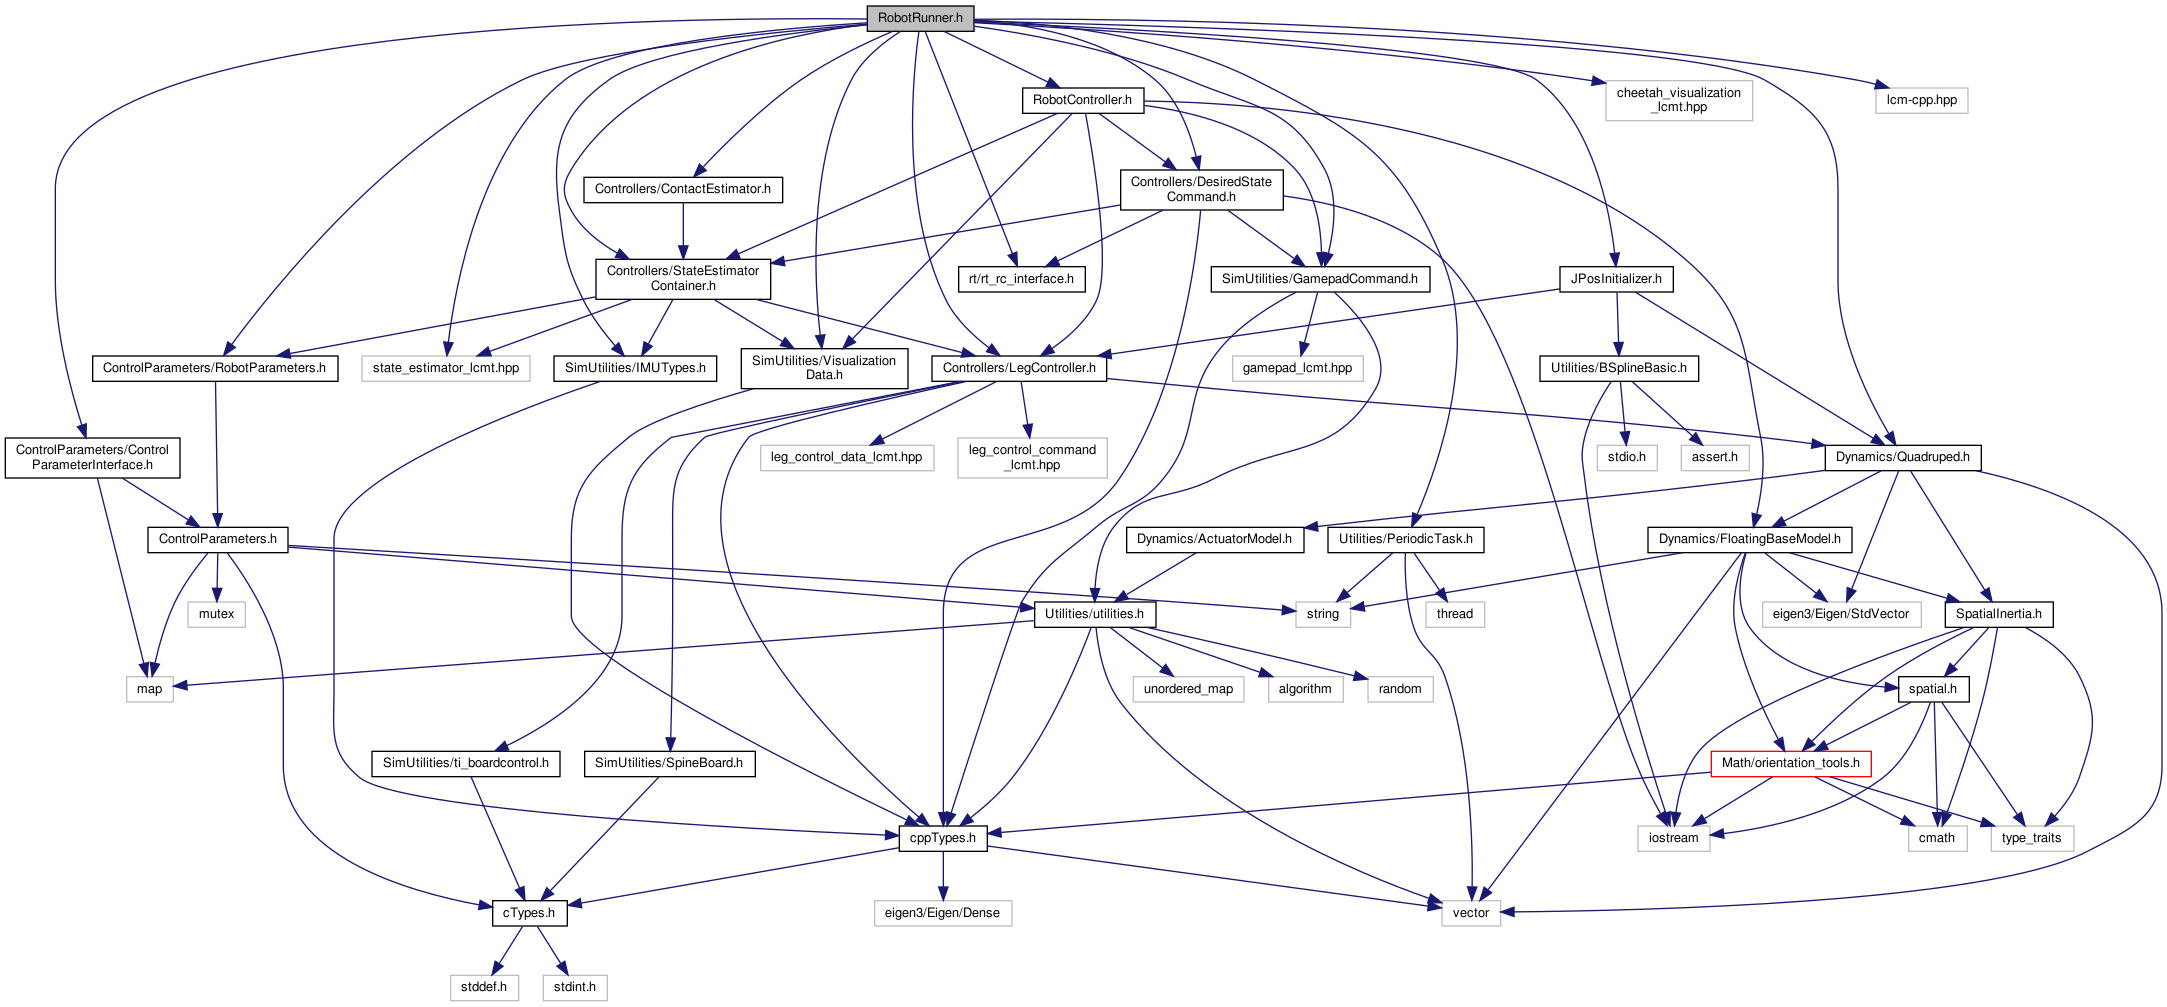 RobotRunner.h
RobotController.h
cheetah_visualization
_lcmt.hpp
lcm-cpp.hpp
Controllers/ContactEstimator.h
Controllers/DesiredState
Command.h
Controllers/StateEstimator
Container.h
rt/rt_rc_interface.h
SimUtilities/GamepadCommand.h
JPosInitializer.h
ControlParameters/RobotParameters.h
state_estimator_lcmt.hpp
SimUtilities/IMUTypes.h
SimUtilities/Visualization
Data.h
Controllers/LegController.h
gamepad_lcmt.hpp
Utilities/BSplineBasic.h
ControlParameters/Control
ParameterInterface.h
leg_control_data_lcmt.hpp
leg_control_command
_lcmt.hpp
stdio.h
assert.h
Dynamics/Quadruped.h
ControlParameters.h
Dynamics/ActuatorModel.h
Utilities/PeriodicTask.h
Dynamics/FloatingBaseModel.h
mutex
Utilities/utilities.h
string
thread
eigen3/Eigen/StdVector
SpatialInertia.h
map
unordered_map
algorithm
random
spatial.h
SimUtilities/ti_boardcontrol.h
SimUtilities/SpineBoard.h
Math/orientation_tools.h
cppTypes.h
iostream
cmath
type_traits
cTypes.h
eigen3/Eigen/Dense
vector
stddef.h
stdint.h